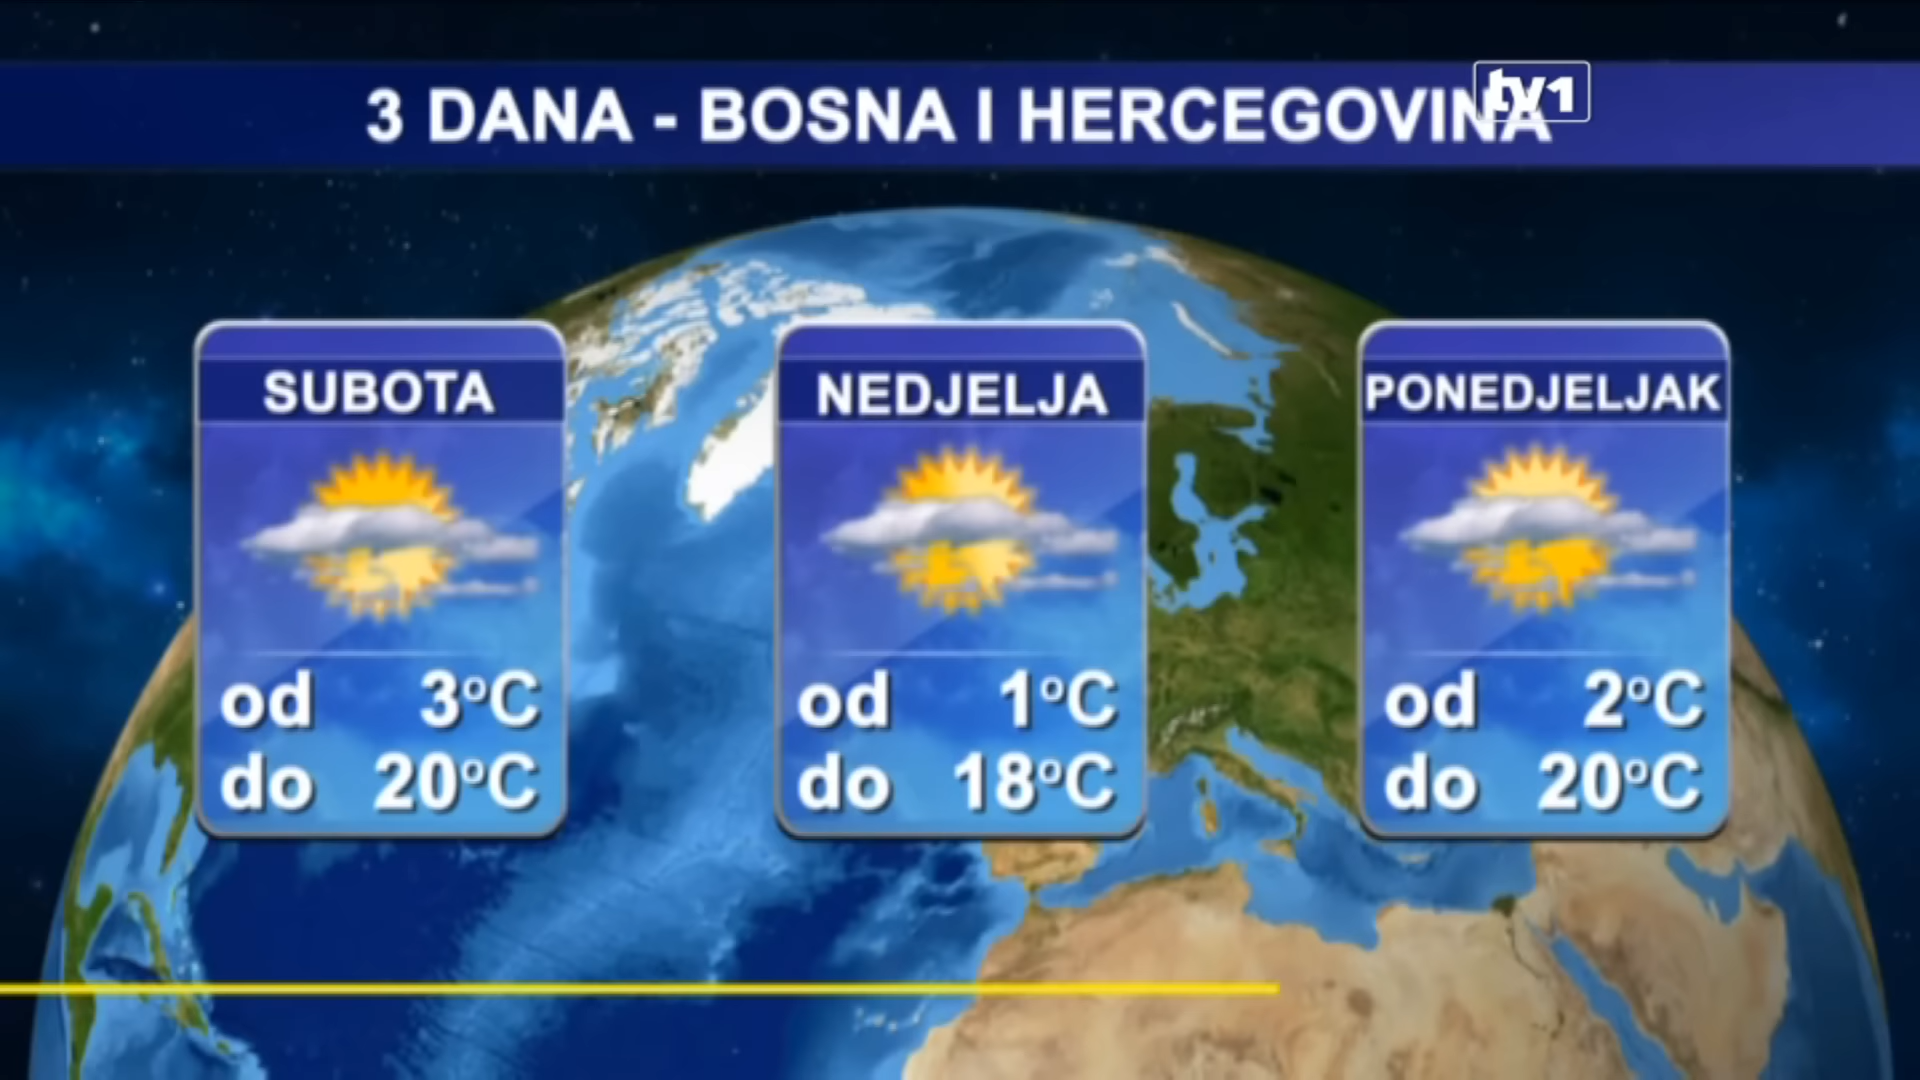 3 DANA - BOSNA I HERCEGOVINA
tv1
SUBOTA
od 3°C
do 20°C
NEDJELJA
od 1°C
do 18°C
PONEDJELJAK
od 2°C
do 20°C